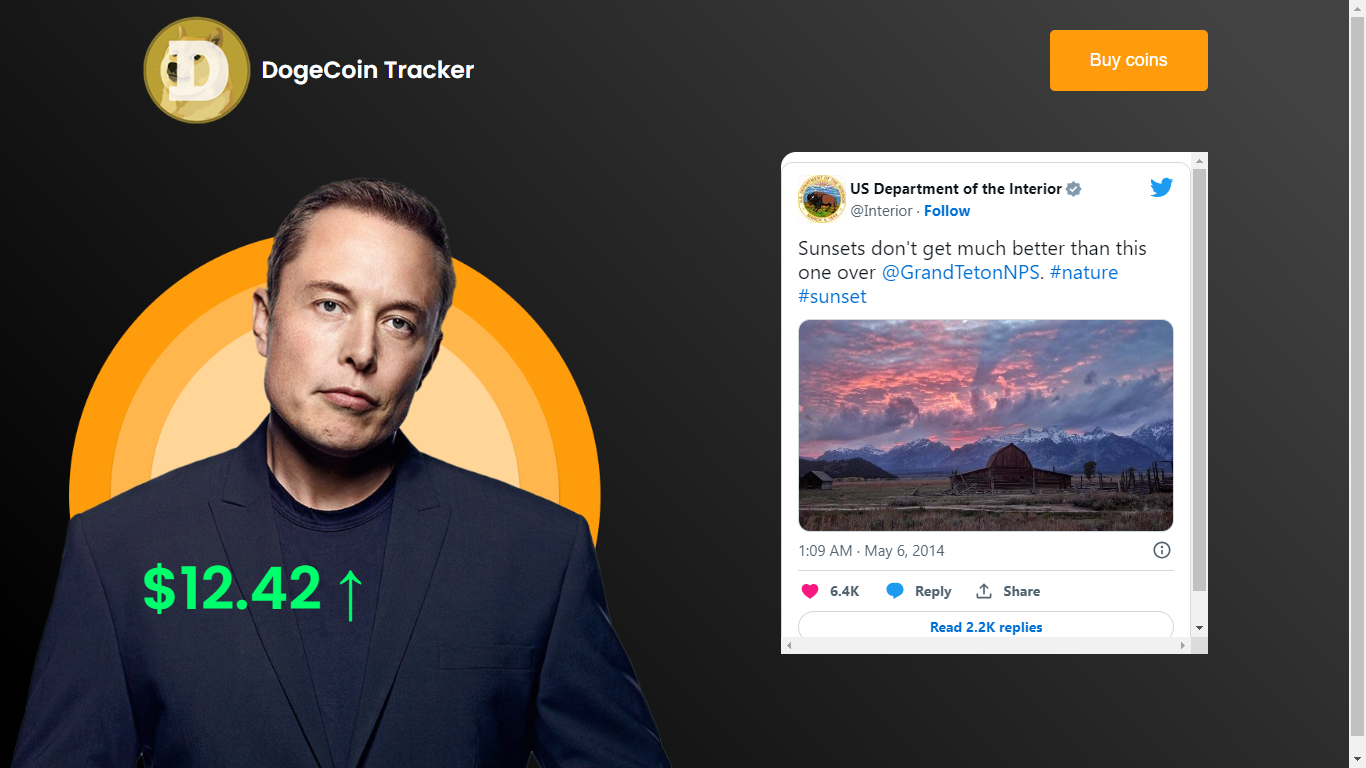 D
DogeCoin Tracker
Buy coins
US Department of the Interior
@Interior · Follow
Sunsets don't get much better than this
one over @GrandTetonNPS. #nature
#sunset
1:09 AM · May 6, 2014
6.4K Reply Share
Read 2.2K replies
$12.42 ↑